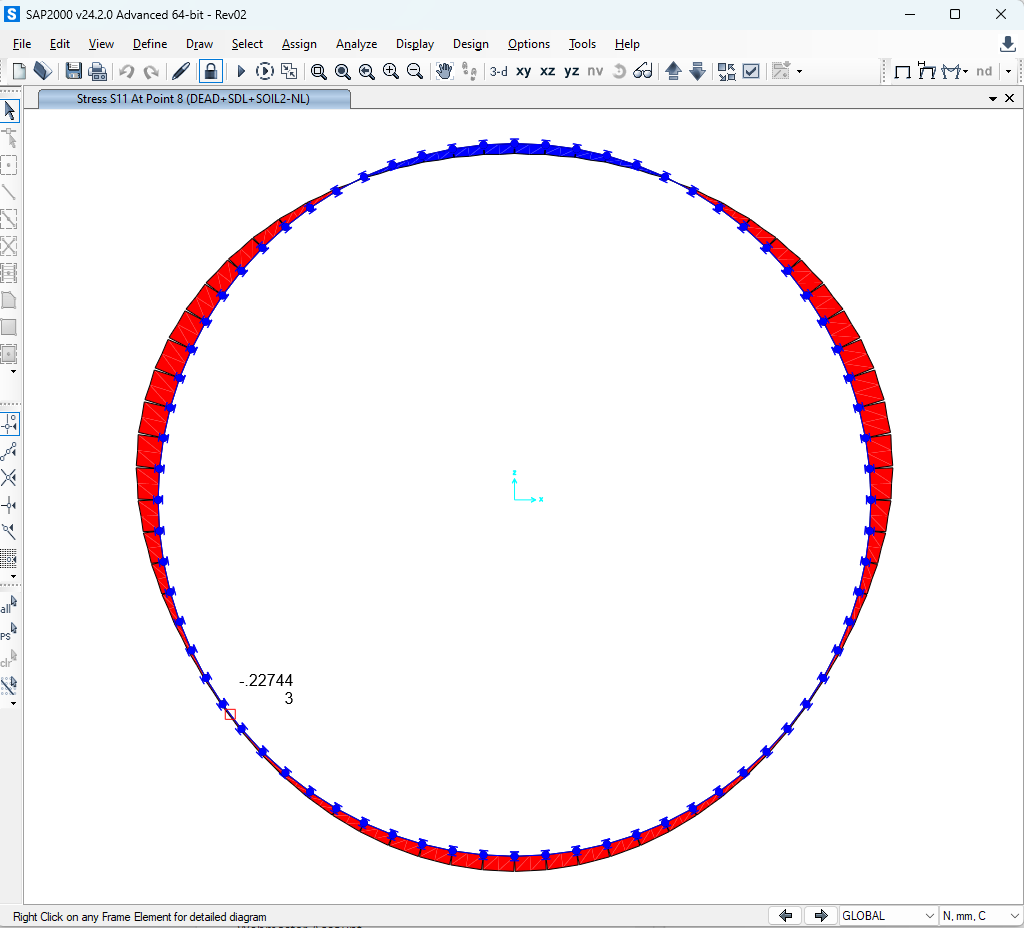 SAP2000 v24.2.0 Advanced 64-bit - Rev02
File Edit View Define Draw Select Assign Analyze Display Design Options Tools Help
3-d xy xz yz nv nd
Stress S11 At Point 8 (DEAD+SDL+SOIL2-NL)
z
x
-.22744
3
all
PS
clr
Right Click on any Frame Element for detailed diagram
GLOBAL
N, mm, C